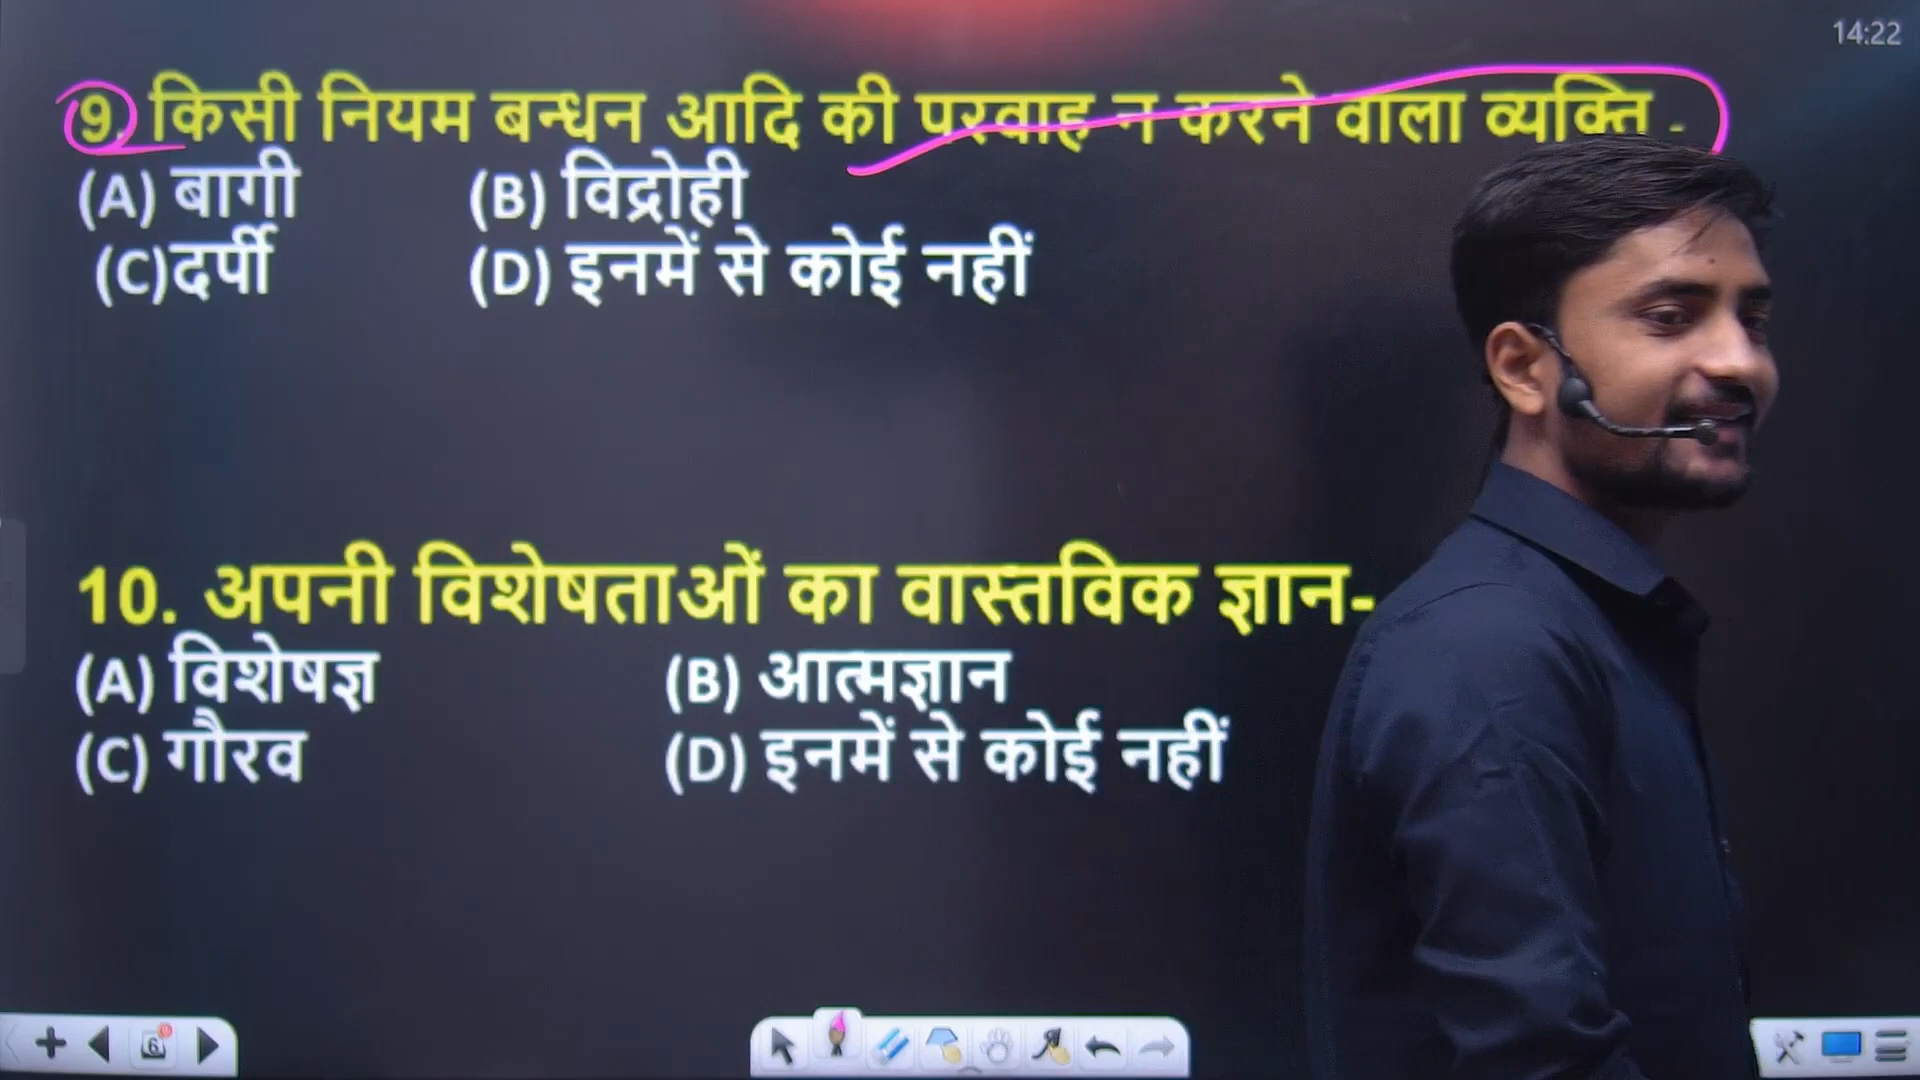 14:22
9. किसी नियम बन्धन आदि की परवाह न करने वाला व्यक्ति -
(A) बागी (B) विद्रोही
(C)दर्पी (D) इनमें से कोई नहीं
10. अपनी विशेषताओं का वास्तविक ज्ञान-
(A) विशेषज्ञ (B) आत्मज्ञान
(C) गौरव (D) इनमें से कोई नहीं
6